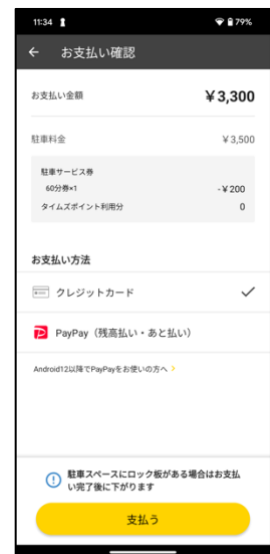 11:34 79%
← お支払い確認
お支払い金額 ¥3,300
駐車料金 ¥3,500
駐車サービス券
60分券×1 -¥200
タイムズポイント利用分 0
お支払い方法
クレジットカード
PayPay（残高払い・あと払い）
Android12以降でPayPayをお使いの方へ >
駐車スペースにロック板がある場合はお支払
い完了後に下がります
支払う